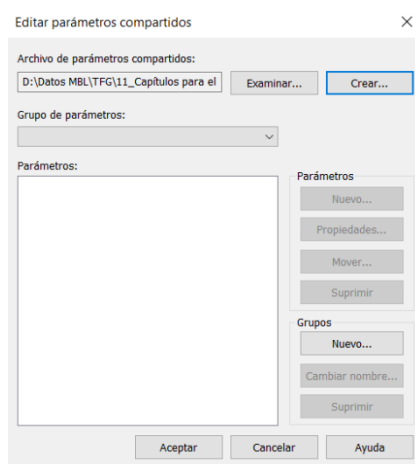 Editar parámetros compartidos
Archivo de parámetros compartidos:
D:\Datos MBL\TFG\11_Capítulos para el
Examinar...
Crear...
Grupo de parámetros:
Parámetros:
Parámetros
Nuevo...
Propiedades...
Mover...
Suprimir
Grupos
Nuevo...
Cambiar nombre...
Suprimir
Aceptar
Cancelar
Ayuda